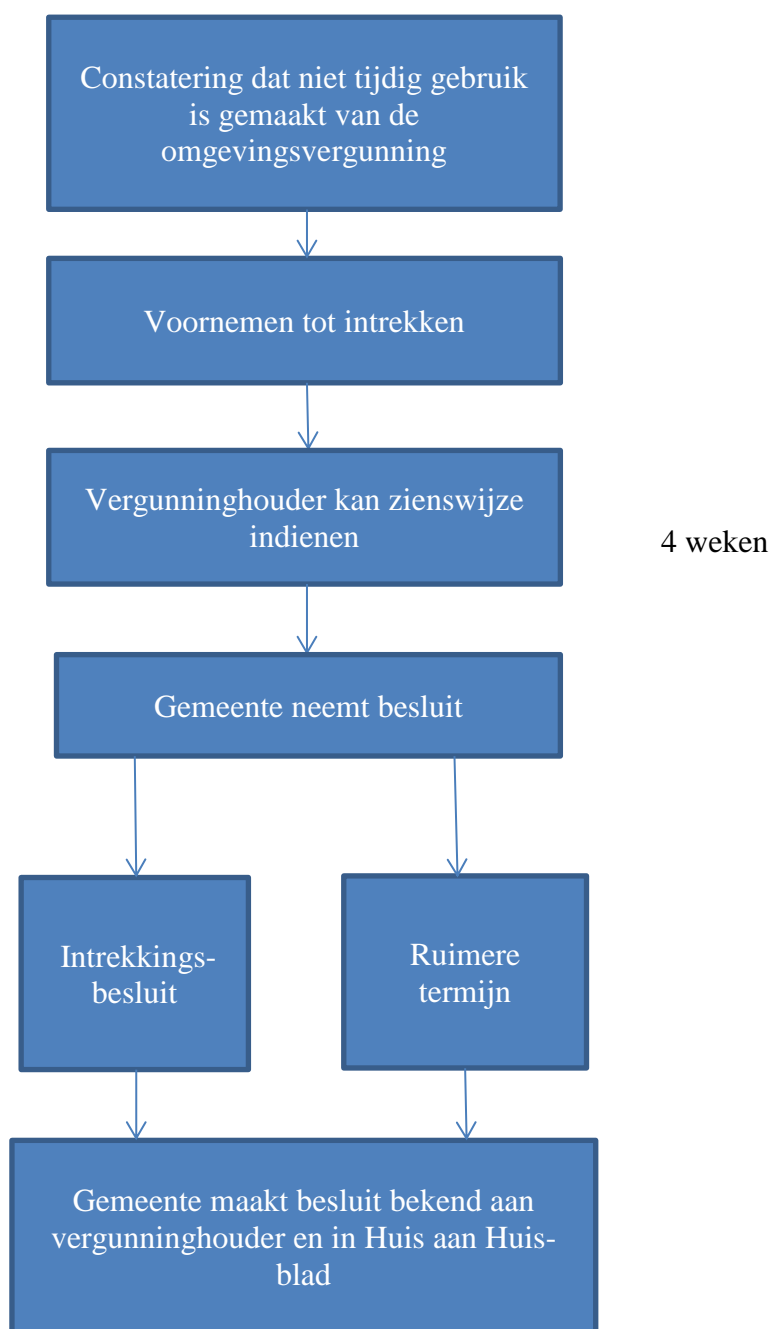 Constatering dat niet tijdig gebruik
is gemaakt van de
omgevingsvergunning
Voornemen tot intrekken
Vergunninghouder kan zienswijze
indienen
4 weken
Gemeente neemt besluit
Intrekkings-
besluit
Ruimere
termijn
Gemeente maakt besluit bekend aan
vergunninghouder en in Huis aan Huis-
blad